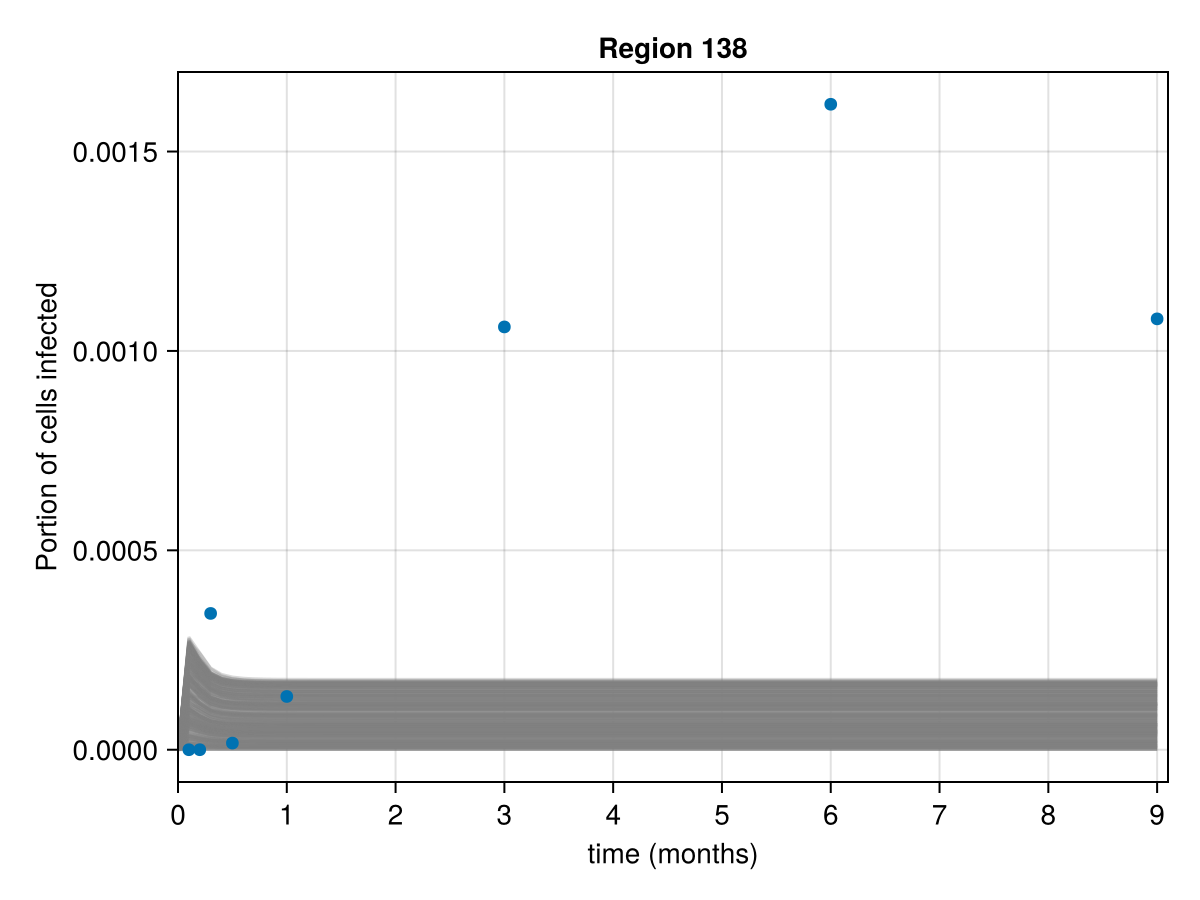 Region 138
Portion of cells infected
0.0015
0.0010
0.0005
0.0000
0 1 2 3 4 5 6 7 8 9
time (months)